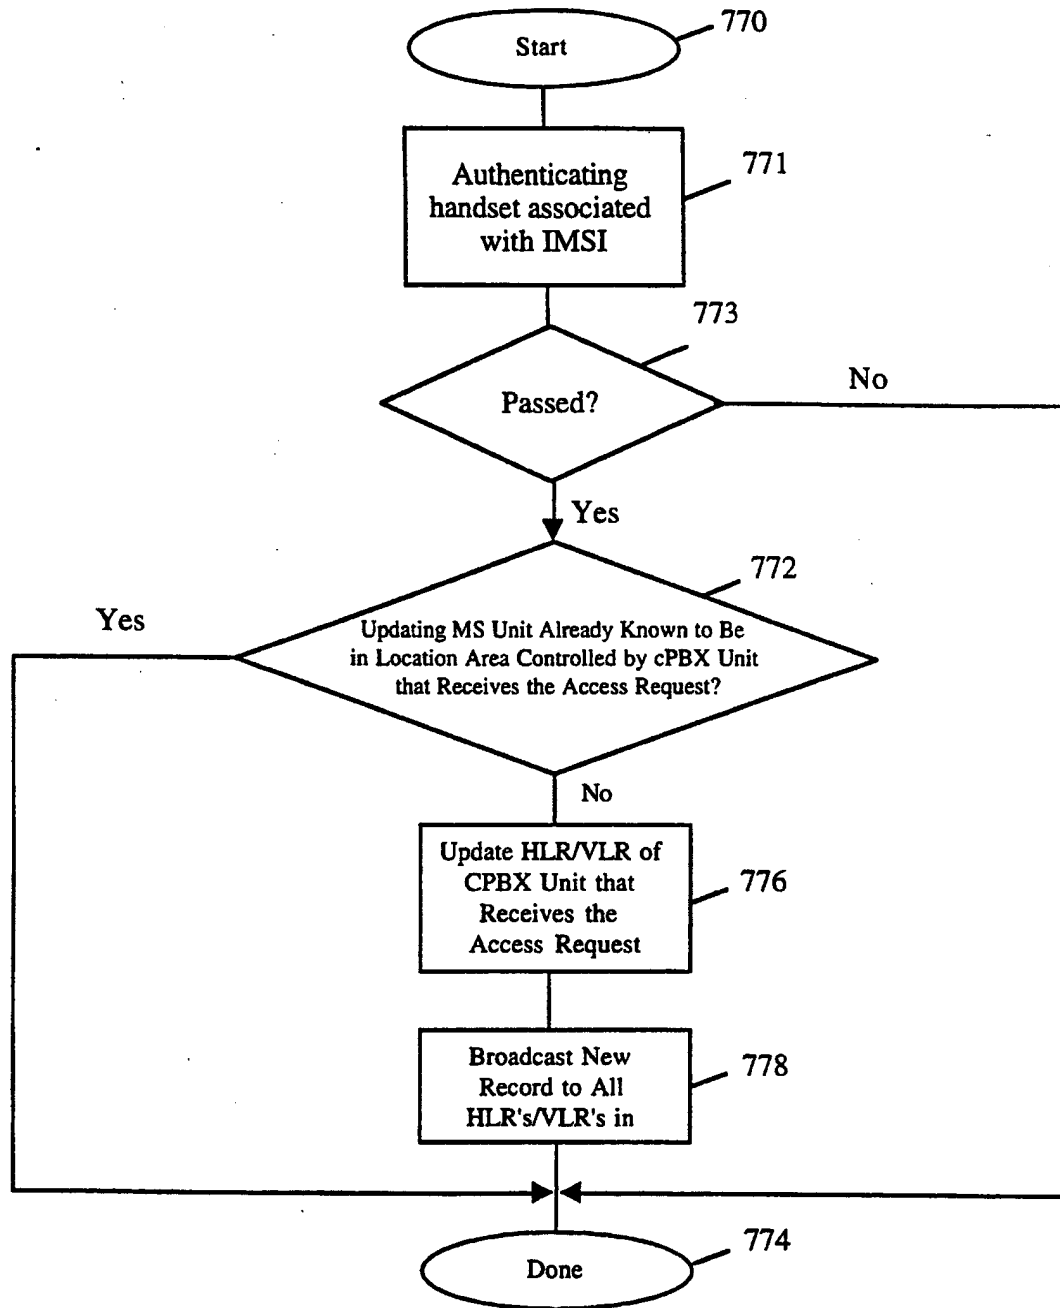 Start
770
Authenticating
handset associated
with IMSI
771
773
Passed?
No
Yes
772
Yes
Updating MS Unit Already Known to Be
in Location Area Controlled by cPBX Unit
that Receives the Access Request?
No
Update HLR/VLR of
CPBX Unit that
Receives the
Access Request
776
Broadcast New
Record to All
HLR's/VLR's in
778
774
Done